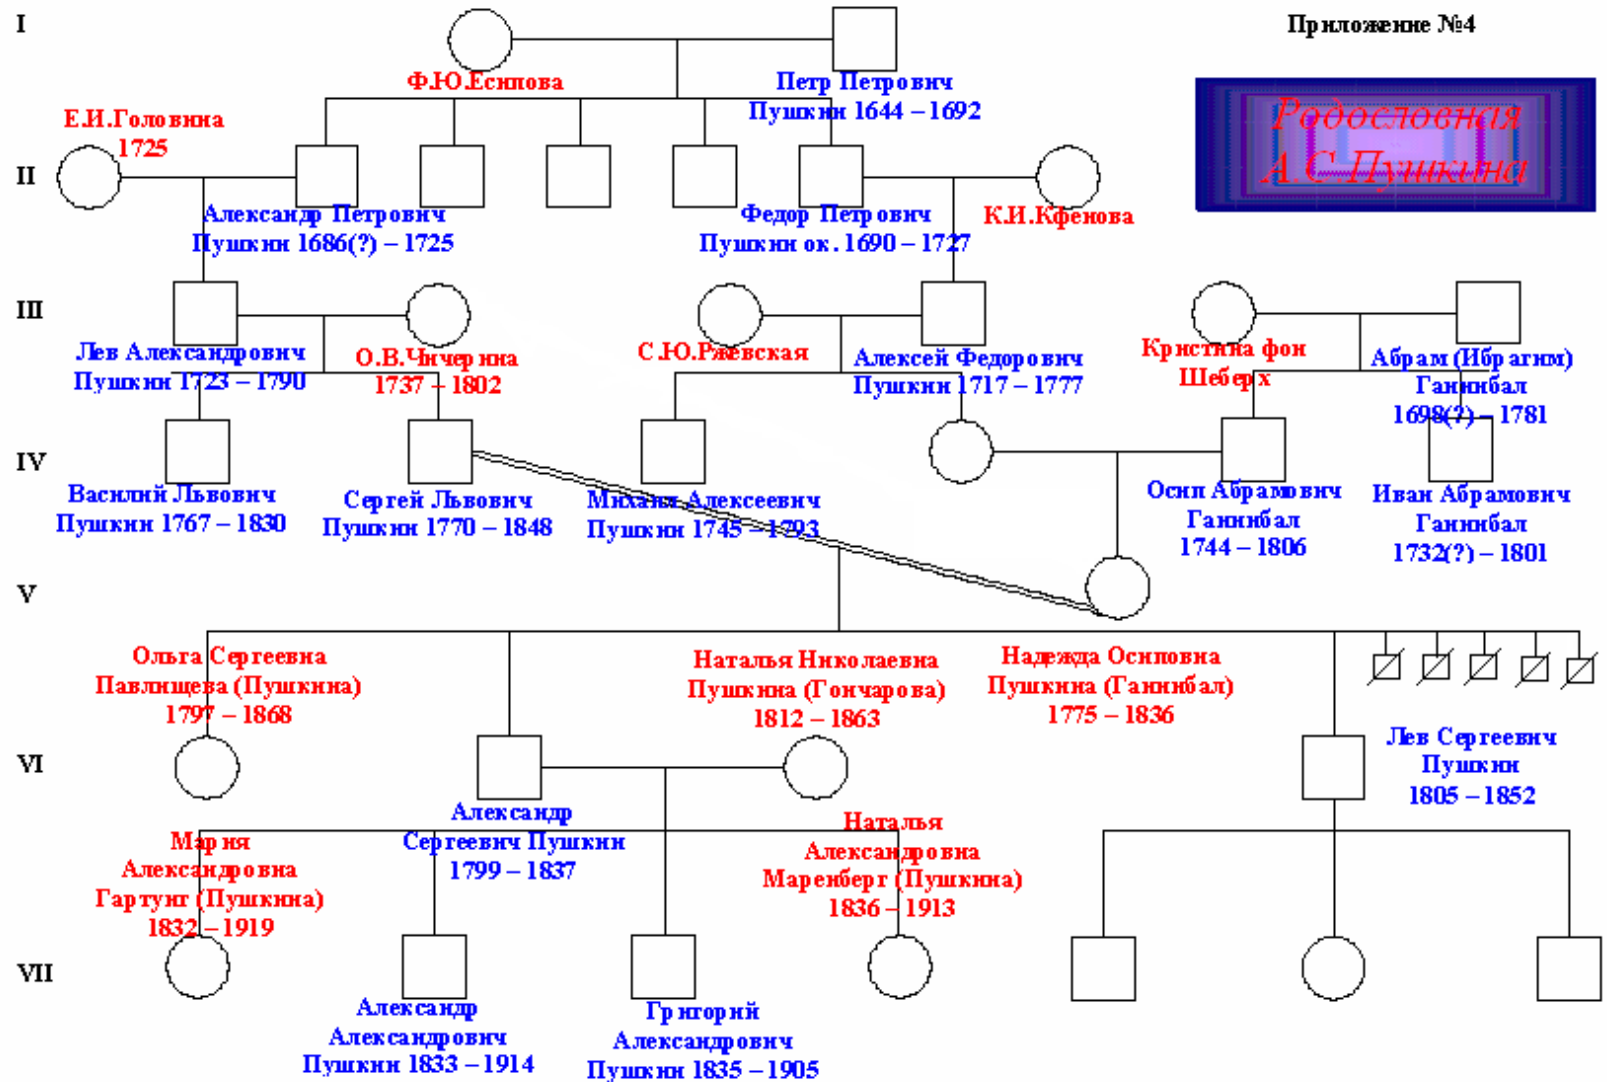 I
Приложение №4
Ф.Ю.Есипова
Петр Петрович
Пушкин 1644 – 1692
Родословная
А.С.Пушкина
Е.И.Головина
1725
II
Александр Петрович
Пушкин 1686(?) – 1725
Федор Петрович
Пушкин ок. 1690 – 1727
К.И.Кфенова
III
Лев Александрович
Пушкин 1723 – 1790
О.В.Чичерина
1737 – 1802
С.Ю.Ржевская
Алексей Федорович
Пушкин 1717 – 1777
Кристина фон
Шеберх
Абрам (Ибрагим)
Ганнибал
1698(?) – 1781
IV
Василий Львович
Пушкин 1767 – 1830
Сергей Львович
Пушкин 1770 – 1848
Михаил Алексеевич
Пушкин 1745 – 1793
Осип Абрамович
Ганнибал
1744 – 1806
Иван Абрамович
Ганнибал
1732(?) – 1801
V
Ольга Сергеевна
Павлищева (Пушкина)
1797 – 1868
Наталья Николаевна
Пушкина (Гончарова)
1812 – 1863
Надежда Осиповна
Пушкина (Ганнибал)
1775 – 1836
VI
Лев Сергеевич
Пушкин
1805 – 1852
Александр
Сергеевич Пушкин
1799 – 1837
Мария
Александровна
Гартунг (Пушкина)
1832 – 1919
Наталья
Александровна
Маренберг (Пушкина)
1836 – 1913
VII
Александр
Александрович
Пушкин 1833 – 1914
Григорий
Александрович
Пушкин 1835 – 1905